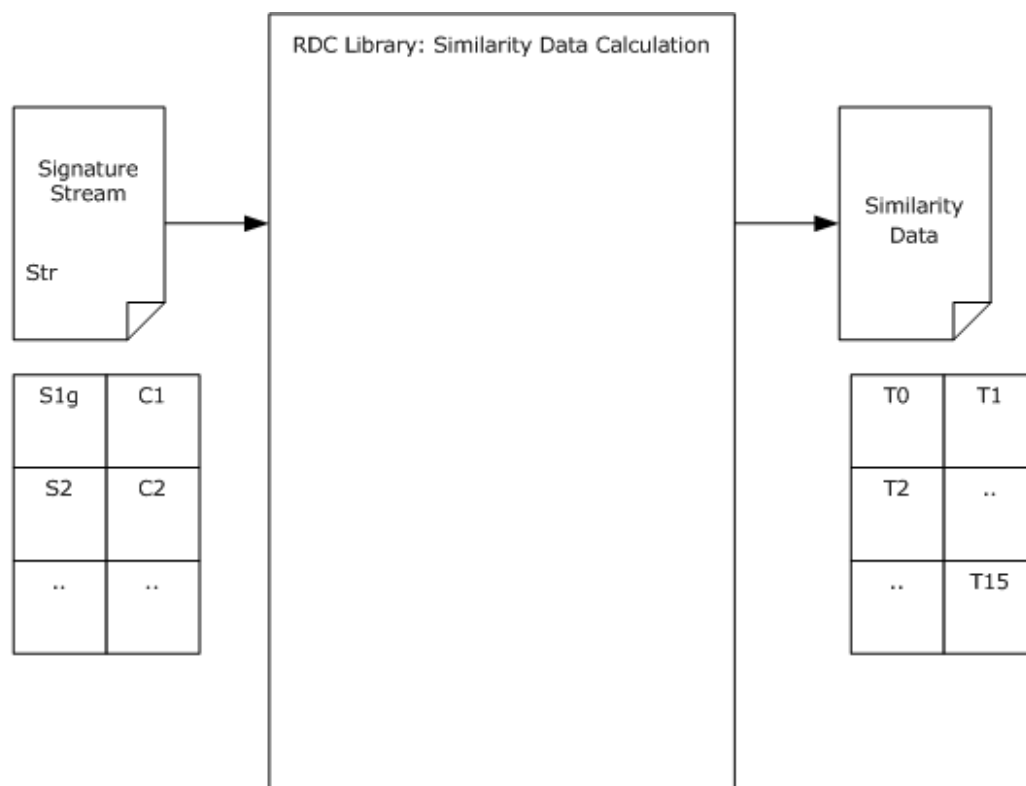 RDC Library: Similarity Data Calculation
Signature
Stream
Str
Similarity
Data
S1g C1
S2 C2
.. ..
T0 T1
T2 ..
.. T15